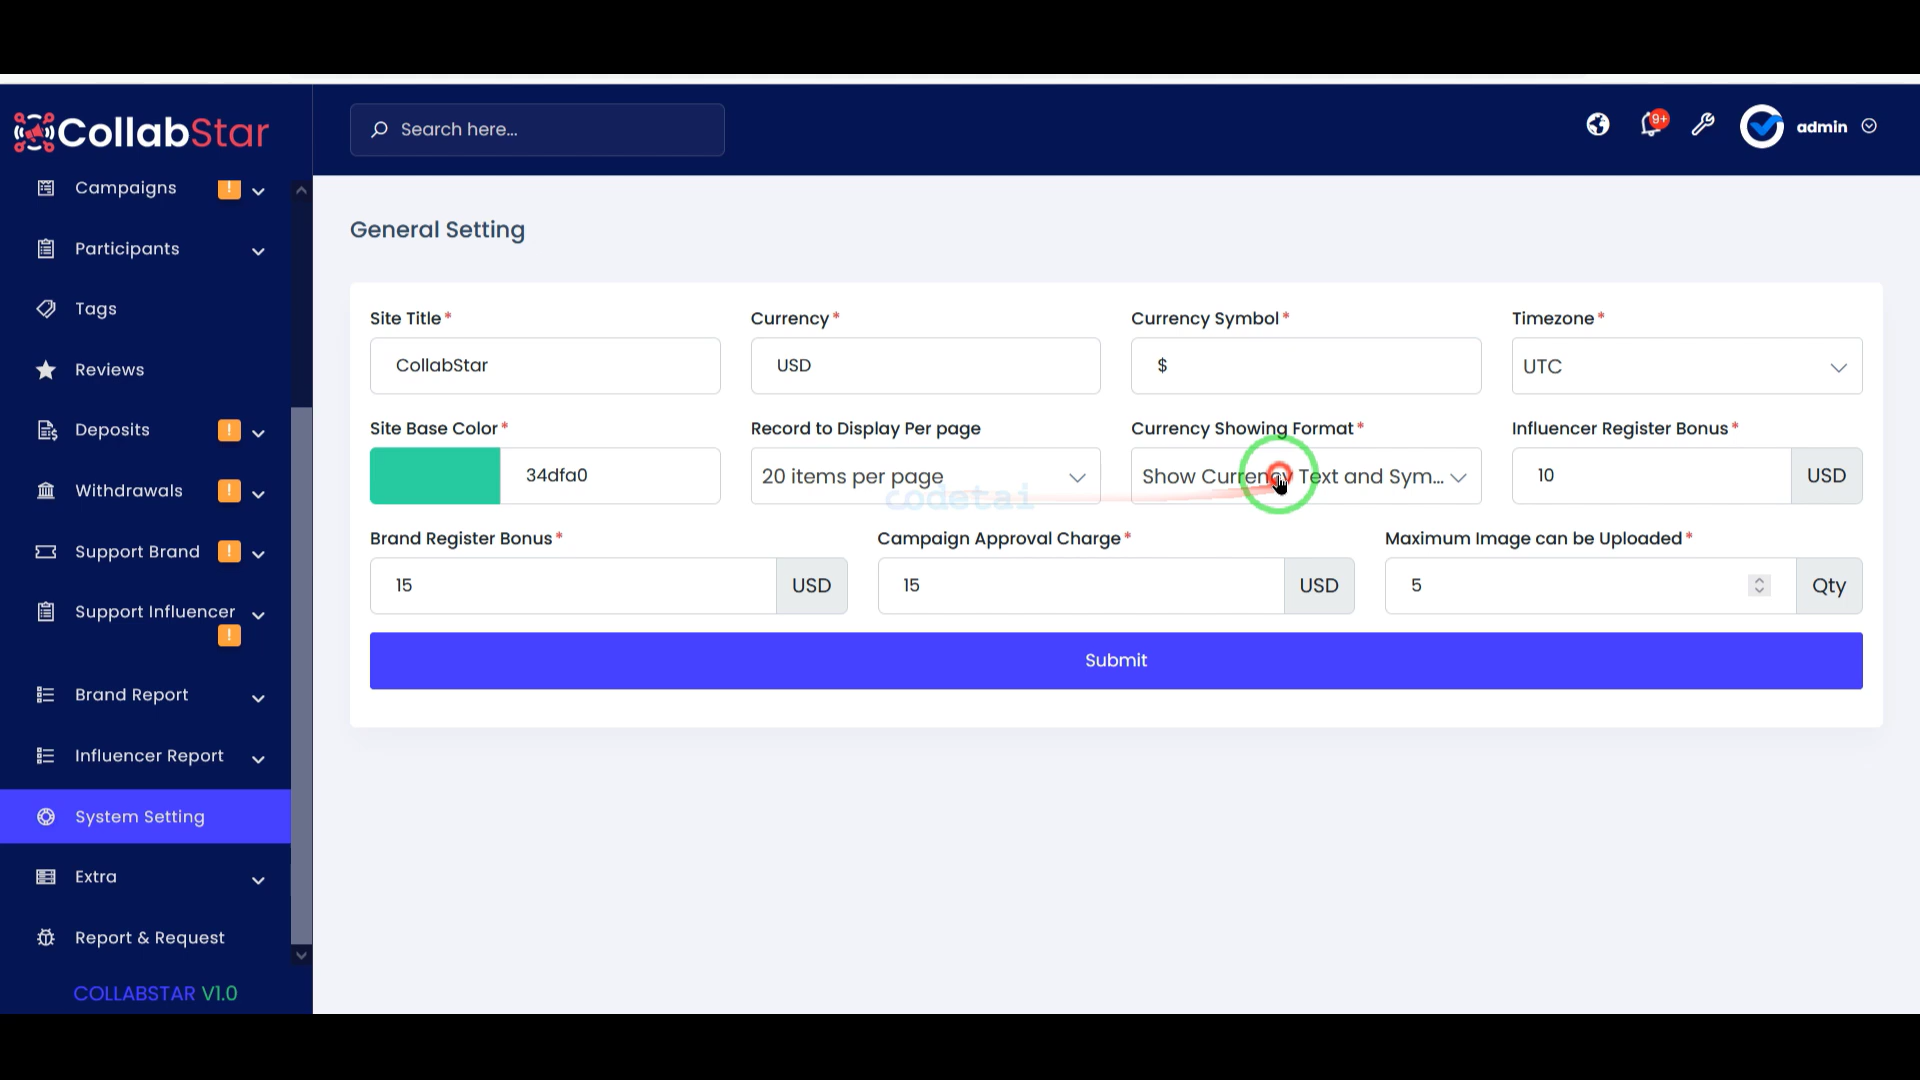 CollabStar
Search here...
9+
admin
Campaigns !
Participants
Tags
Reviews
Deposits !
Withdrawals !
Support Brand !
Support Influencer
!
Brand Report
Influencer Report
System Setting
Extra
Report & Request
COLLABSTAR V1.0
General Setting
Site Title*
Currency*
Currency Symbol*
Timezone*
CollabStar
USD
$
UTC
Site Base Color*
Record to Display Per page
Currency Showing Format*
Influencer Register Bonus*
34dfa0
20 items per page
Show Currency Text and Sym...
10 USD
codetai
Brand Register Bonus*
Campaign Approval Charge*
Maximum Image can be Uploaded*
15 USD
15 USD
5 Qty
Submit